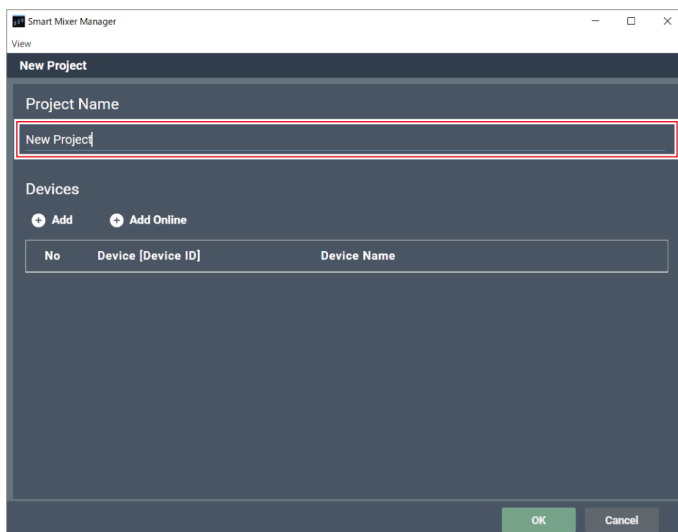 Smart Mixer Manager
View
New Project
Project Name
New Project
Devices
Add Add Online
No Device [Device ID] Device Name
OK Cancel